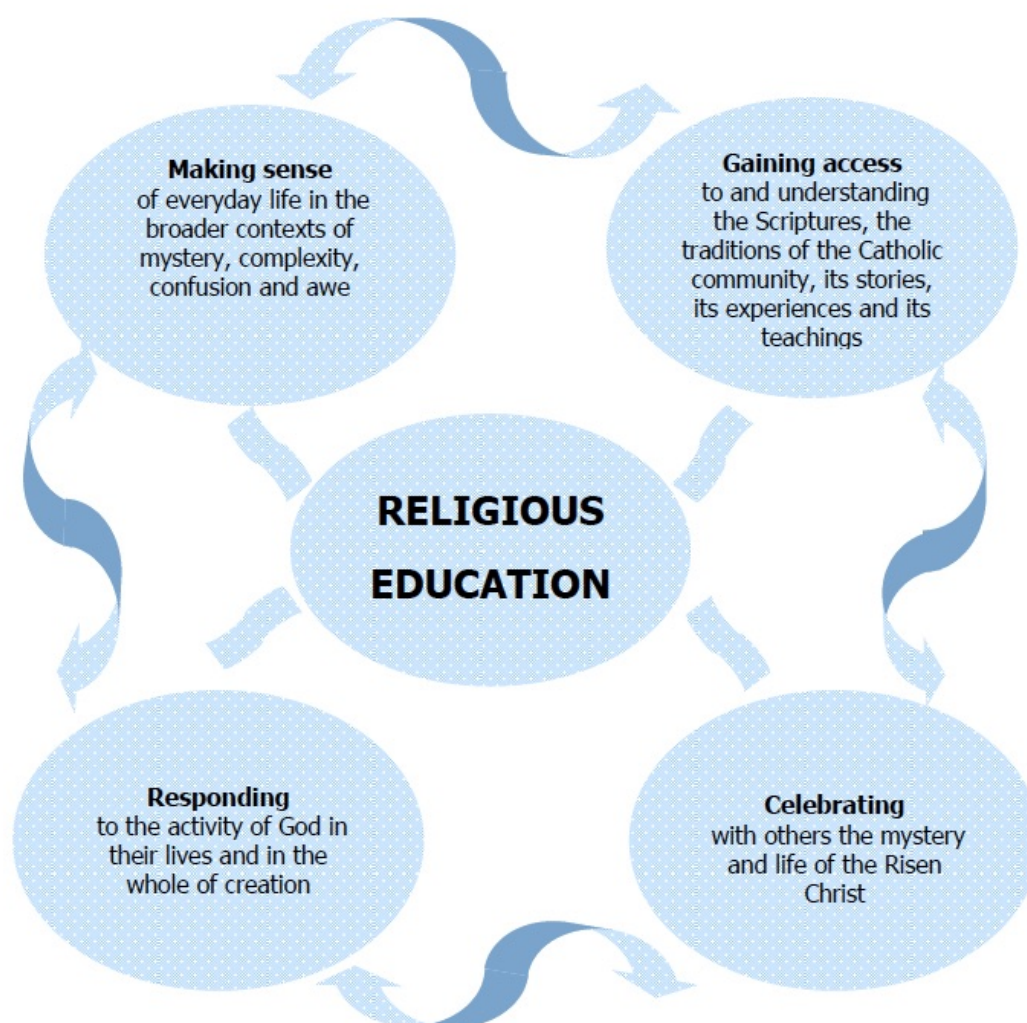 Making sense
of everyday life in the
broader contexts of
mystery, complexity,
confusion and awe
Gaining access
to and understanding
the Scriptures, the
traditions of the Catholic
community, its stories,
its experiences and its
teachings
RELIGIOUS
EDUCATION
Responding
to the activity of God in
their lives and in the
whole of creation
Celebrating
with others the mystery
and life of the Risen
Christ